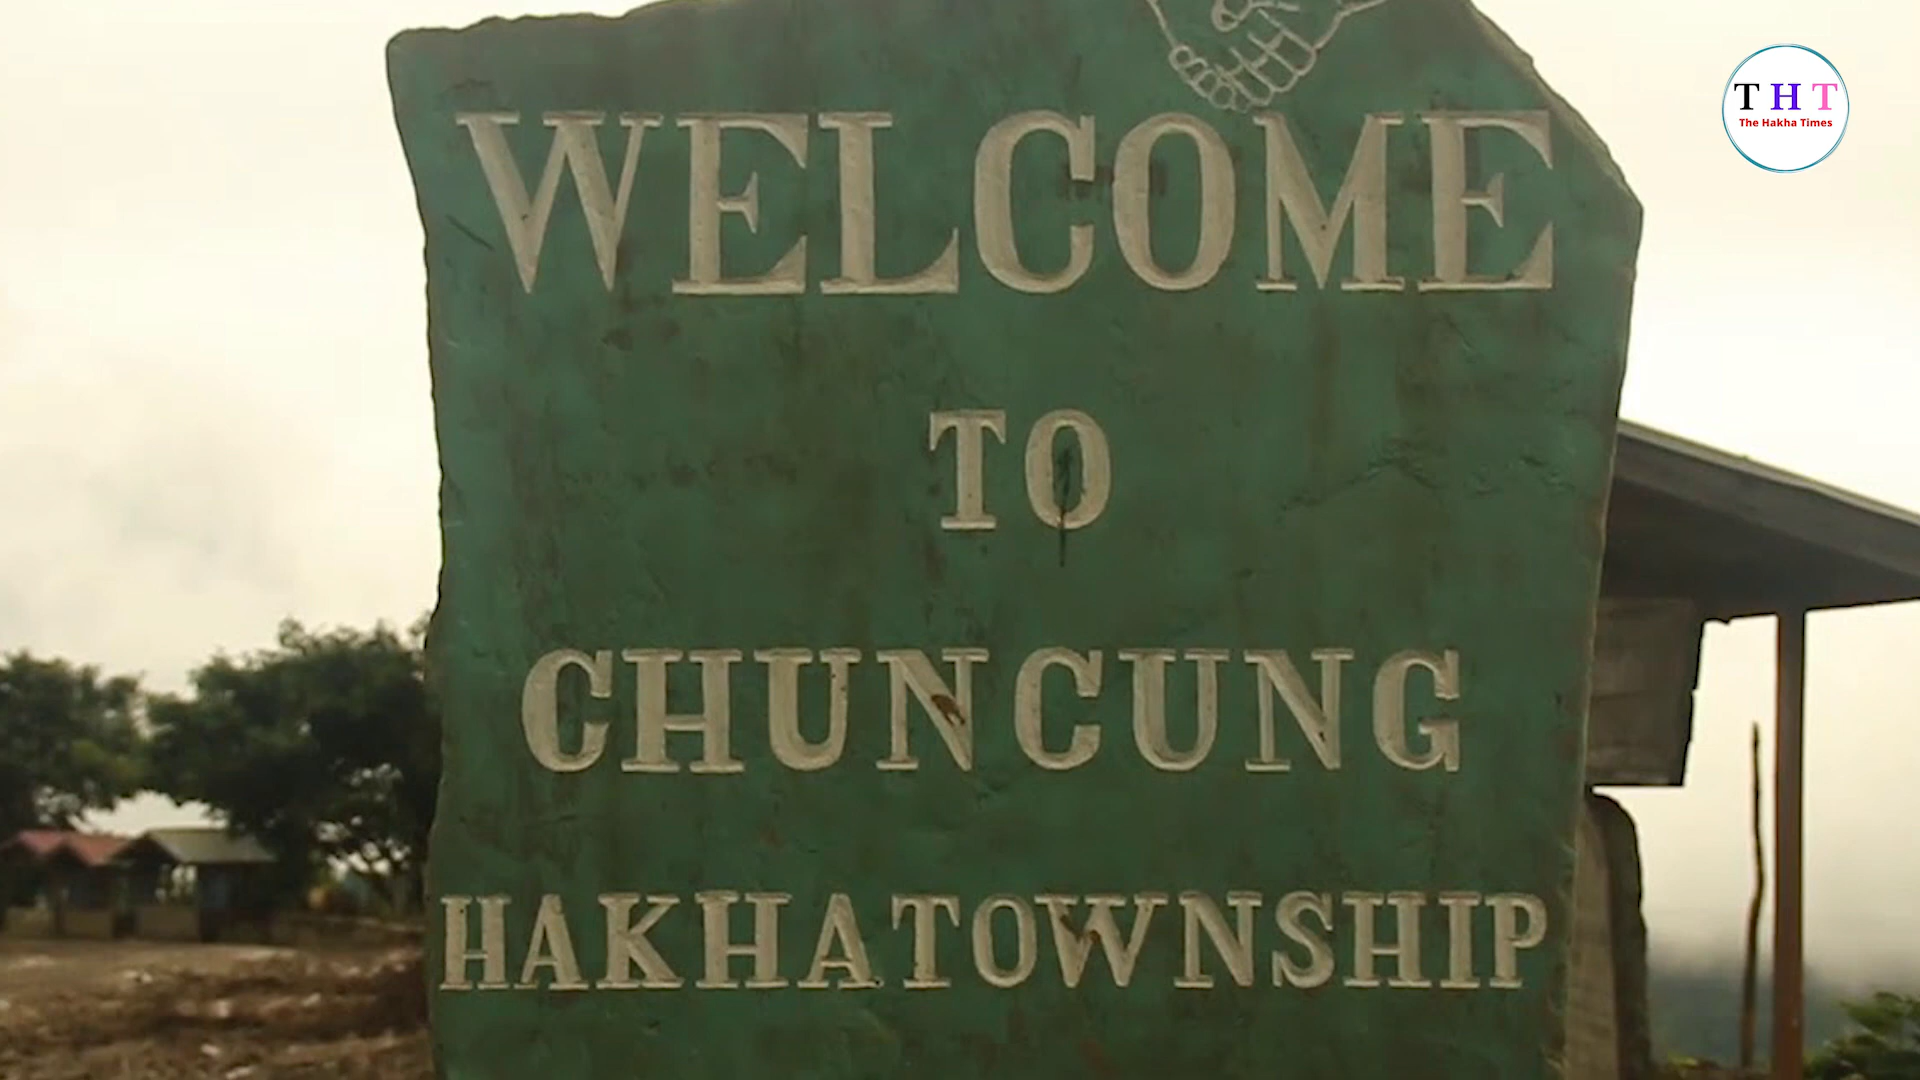 THT
The Hakha Times
WELCOME
TO
CHUNCUNG
HAKHATOWNSHIP